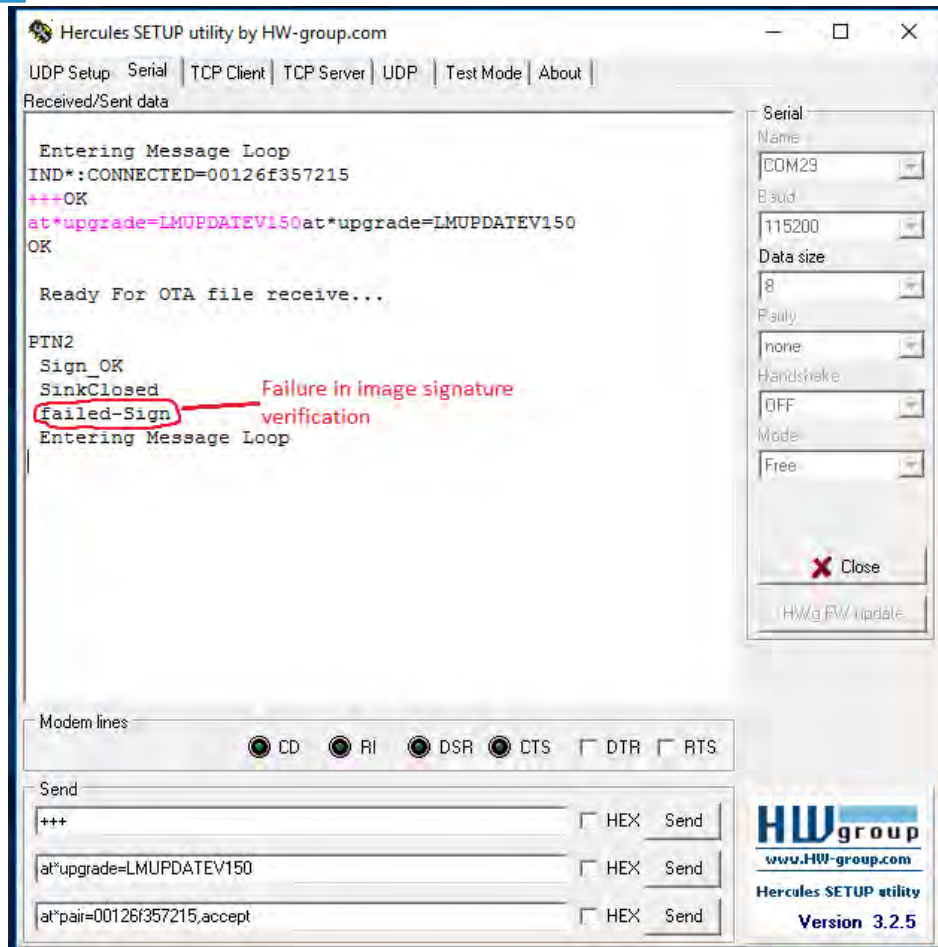 Hercules SETUP utility by HW-group.com
UDP Setup Serial TCP Client TCP Server UDP Test Mode About
Received/Sent data
Entering Message Loop
IND*:CONNECTED=00126f357215
+++OK
at*upgrade=LMUPDATEV150at*upgrade=LMUPDATEV150
OK
Ready For OTA file receive...
PTN2
Sign_OK
SinkClosed
failed-Sign
Entering Message Loop
Failure in image signature
verification
Serial
Name
COM29
Baud
115200
Data size
8
Parity
none
Handshake
OFF
Mode
Free
Close
HWg FW update
Modem lines
CD RI DSR CTS DTR RTS
Send
+++ HEX Send
at*upgrade=LMUPDATEV150 HEX Send
at*pair=00126f357215,accept HEX Send
HW group
www.HW-group.com
Hercules SETUP utility
Version 3.2.5